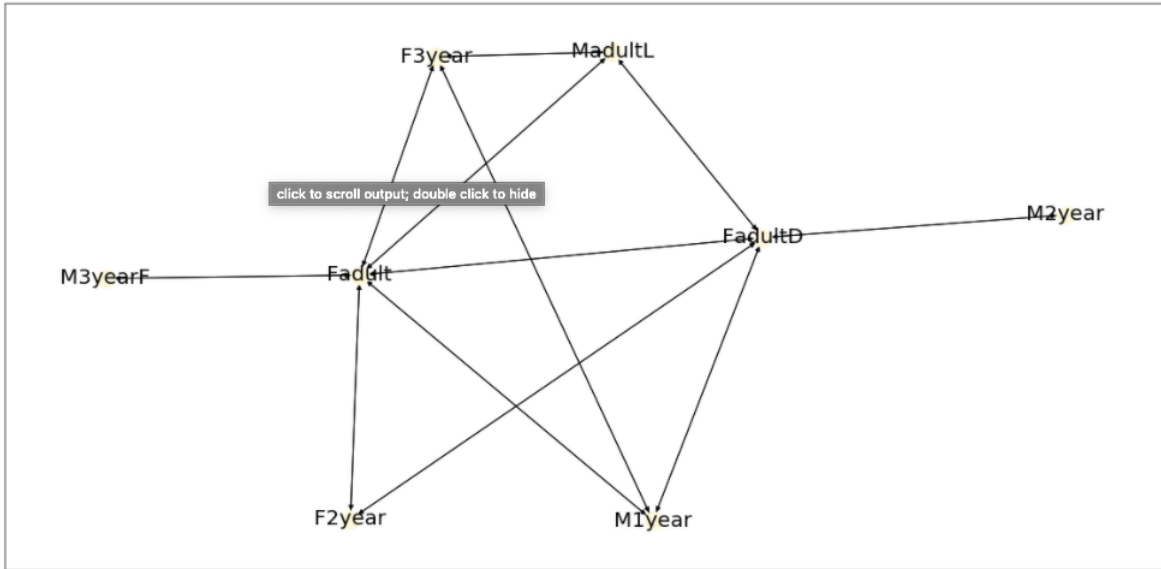 F3year
MadultL
click to scroll output; double click to hide
M2year
FadultD
M3yearF
Fadult
F2year
M1year